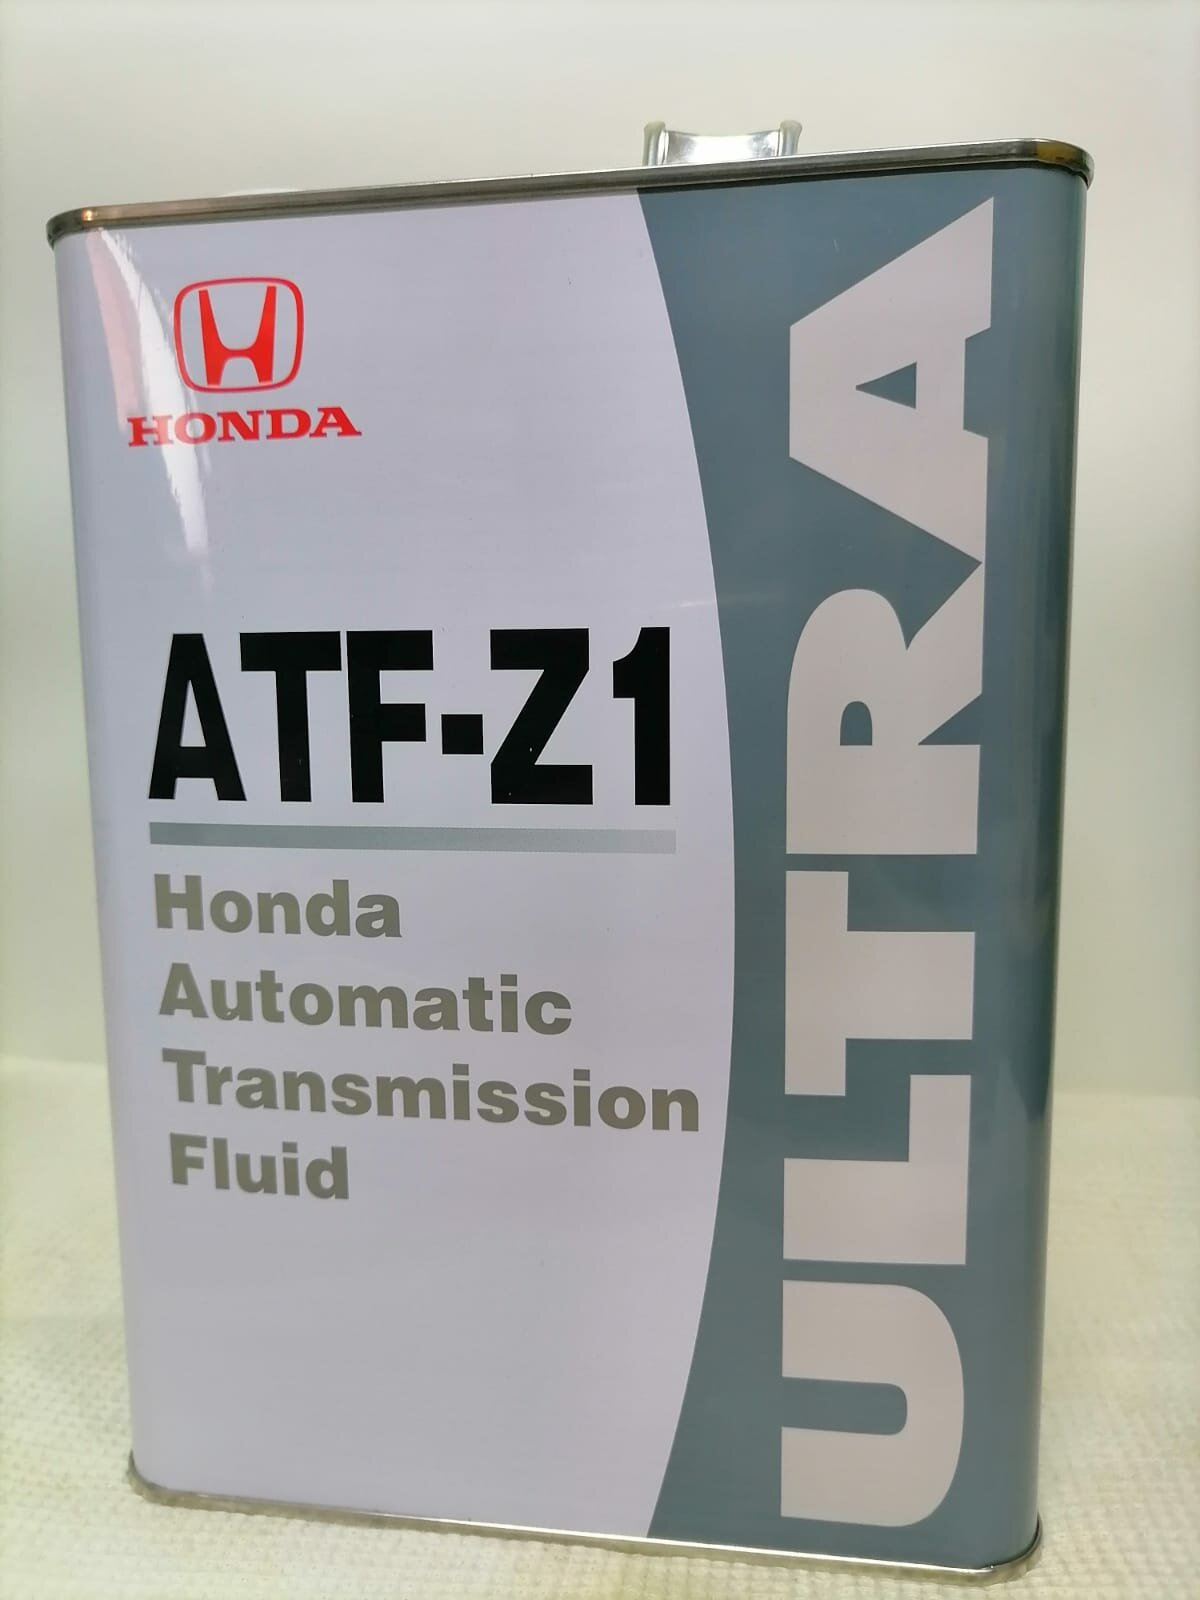 HONDA
ATF-Z1
Honda
Automatic
Transmission
Fluid
ULTRA